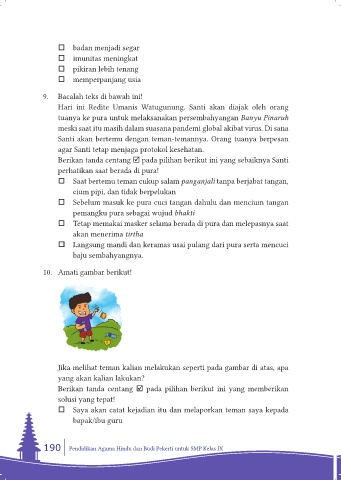 ☐ badan menjadi segar
☐ imunitas meningkat
☐ pikiran lebih tenang
☐ memperpanjang usia
9. Bacalah teks di bawah ini!
Hari ini Redite Umanis Watugunung. Santi akan diajak oleh orang
tuanya ke pura untuk melaksanakan persembahyangan Banyu Pinaruh
meski saat itu masih dalam suasana pandemi global akibat virus. Di sana
Santi akan bertemu dengan teman-temannya. Orang tuanya berpesan
agar Santi tetap menjaga protokol kesehatan.
Berikan tanda centang ☑ pada pilihan berikut ini yang sebaiknya Santi
perhatikan saat berada di pura!
☐ Saat bertemu teman cukup salam panganjali tanpa berjabat tangan,
cium pipi, dan tidak berpelukan
☐ Sebelum masuk ke pura cuci tangan dahulu dan mencium tangan
pemangku pura sebagai wujud bhakti
☐ Tetap memakai masker selama berada di pura dan melepasnya saat
akan menerima tirtha
☐ Langsung mandi dan keramas usai pulang dari pura serta mencuci
baju sembahyangnya.
10. Amati gambar berikut!
Jika melihat teman kalian melakukan seperti pada gambar di atas, apa
yang akan kalian lakukan?
Berikan tanda centang ☑ pada pilihan berikut ini yang memberikan
solusi yang tepat!
☐ Saya akan catat kejadian itu dan melaporkan teman saya kepada
bapak/ibu guru
190 Pendidikan Agama Hindu dan Budi Pekerti untuk SMP Kelas IX